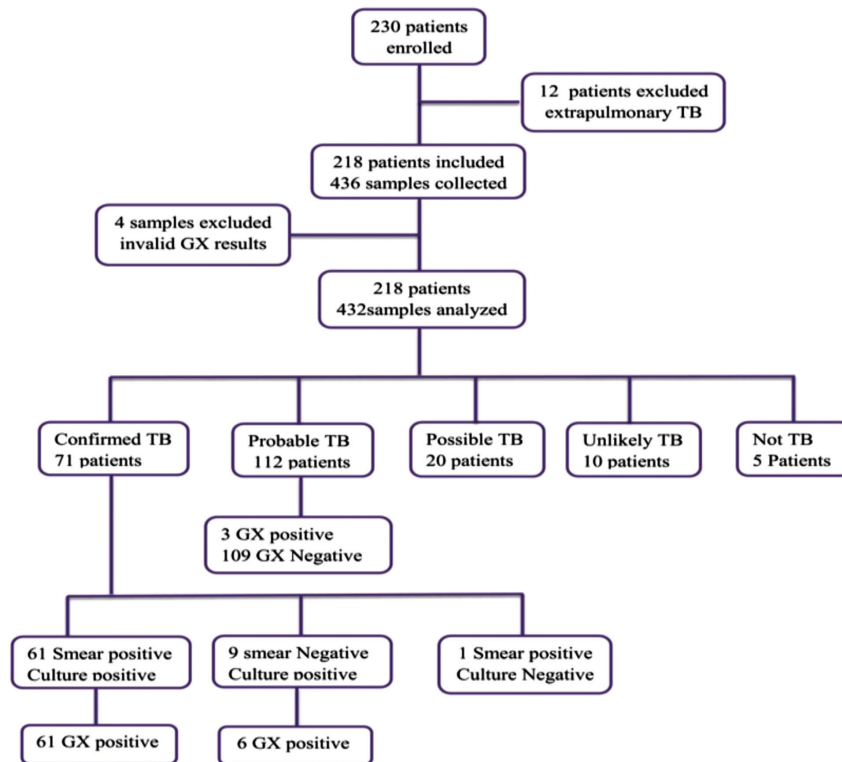 230 patients
enrolled
12 patients excluded
extrapulmonary TB
218 patients included
436 samples collected
4 samples excluded
invalid GX results
218 patients
432samples analyzed
Confirmed TB
71 patients
Probable TB
112 patients
Possible TB
20 patients
Unlikely TB
10 patients
Not TB
5 Patients
3 GX positive
109 GX Negative
61 Smear positive
Culture positive
9 smear Negative
Culture positive
1 Smear positive
Culture Negative
61 GX positive
6 GX positive